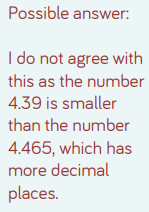 Possible answer:

I do not agree with
this as the number
4.39 is smaller
than the number
4.465, which has
more decimal
places.